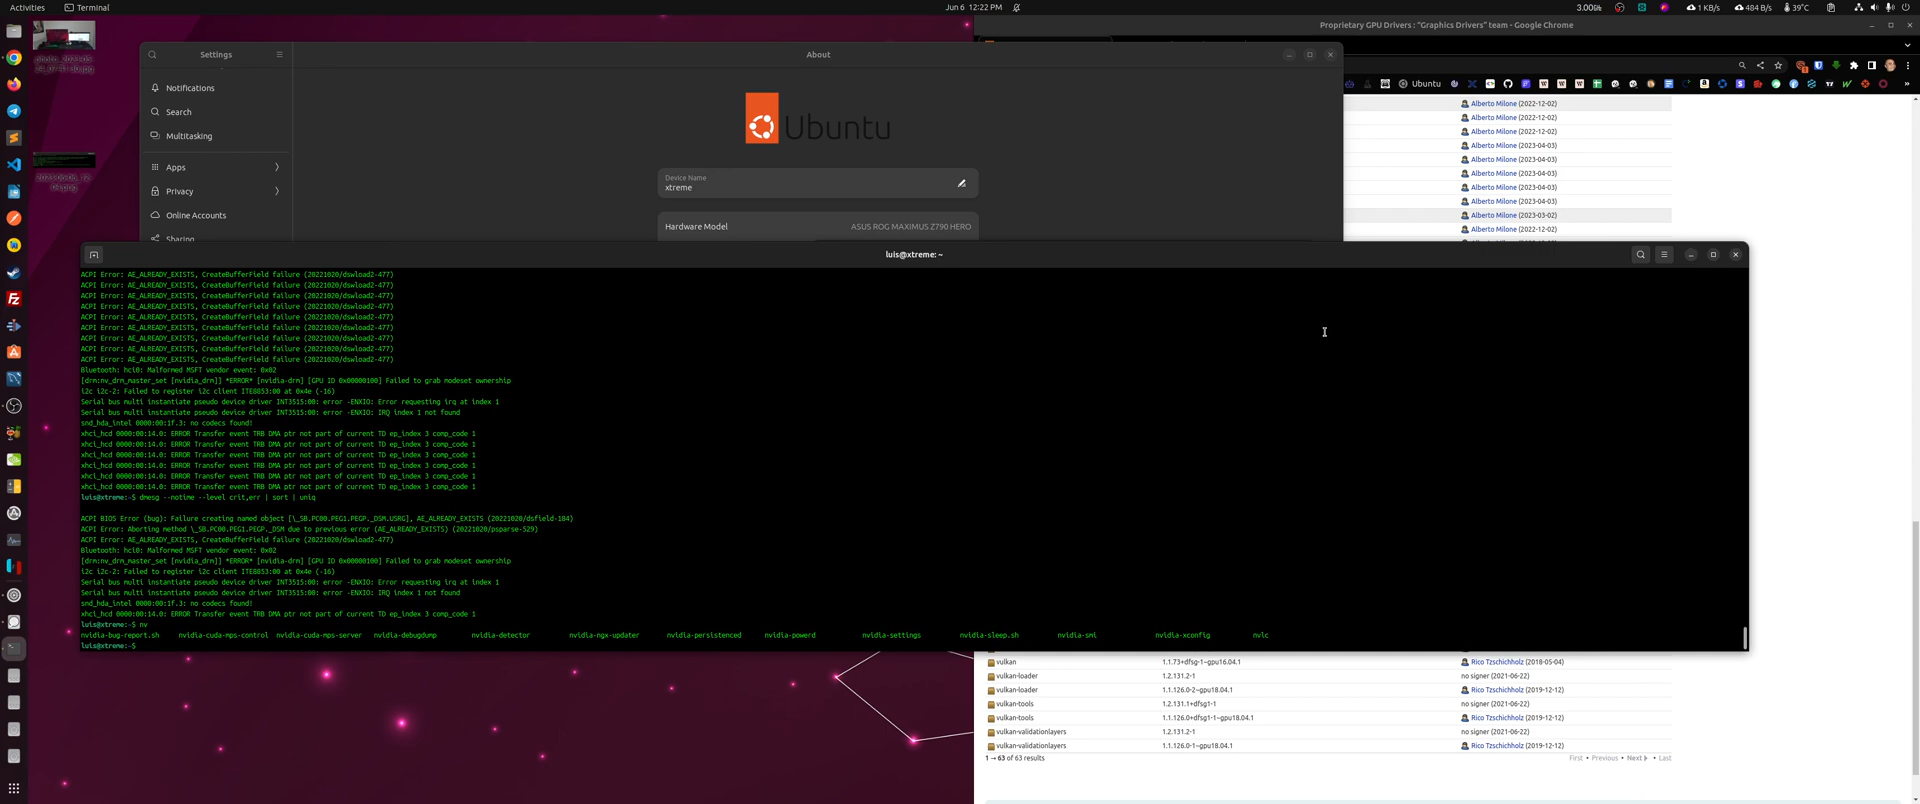 Activities
Terminal
Jun 6 12:22 PM
1 KB/s
484 B/s
39°C
Proprietary GPU Drivers : “Graphics Drivers” team - Google Chrome
Settings
About
Notifications
Search
Multitasking
Apps
Privacy
Online Accounts
Sharing
Ubuntu
Device Name
xtreme
Hardware Model
ASUS ROG MAXIMUS Z790 HERO
Ubuntu
Alberto Milone (2022-12-02)
Alberto Milone (2022-12-02)
Alberto Milone (2022-12-02)
Alberto Milone (2023-04-03)
Alberto Milone (2023-04-03)
Alberto Milone (2023-04-03)
Alberto Milone (2023-04-03)
Alberto Milone (2023-04-03)
Alberto Milone (2023-03-02)
Alberto Milone (2022-12-02)
luis@xtreme: ~
ACPI Error: AE_ALREADY_EXISTS, CreateBufferField failure (20221020/dswload2-477)
ACPI Error: AE_ALREADY_EXISTS, CreateBufferField failure (20221020/dswload2-477)
ACPI Error: AE_ALREADY_EXISTS, CreateBufferField failure (20221020/dswload2-477)
ACPI Error: AE_ALREADY_EXISTS, CreateBufferField failure (20221020/dswload2-477)
ACPI Error: AE_ALREADY_EXISTS, CreateBufferField failure (20221020/dswload2-477)
ACPI Error: AE_ALREADY_EXISTS, CreateBufferField failure (20221020/dswload2-477)
ACPI Error: AE_ALREADY_EXISTS, CreateBufferField failure (20221020/dswload2-477)
ACPI Error: AE_ALREADY_EXISTS, CreateBufferField failure (20221020/dswload2-477)
ACPI Error: AE_ALREADY_EXISTS, CreateBufferField failure (20221020/dswload2-477)
Bluetooth: hci0: Malformed MSFT vendor event: 0x02
[drm:nv_drm_master_set [nvidia_drm]] *ERROR* [nvidia-drm] [GPU ID 0x00000100] Failed to grab modeset ownership
i2c i2c-2: Failed to register i2c client ITE8853:00 at 0x4e (-16)
Serial bus multi instantiate pseudo device driver INT3515:00: error -ENXIO: Error requesting irq at index 1
Serial bus multi instantiate pseudo device driver INT3515:00: error -ENXIO: IRQ index 1 not found
snd_hda_intel 0000:00:1f.3: no codecs found!
xhci_hcd 0000:00:14.0: ERROR Transfer event TRB DMA ptr not part of current TD ep_index 3 comp_code 1
xhci_hcd 0000:00:14.0: ERROR Transfer event TRB DMA ptr not part of current TD ep_index 3 comp_code 1
xhci_hcd 0000:00:14.0: ERROR Transfer event TRB DMA ptr not part of current TD ep_index 3 comp_code 1
xhci_hcd 0000:00:14.0: ERROR Transfer event TRB DMA ptr not part of current TD ep_index 3 comp_code 1
xhci_hcd 0000:00:14.0: ERROR Transfer event TRB DMA ptr not part of current TD ep_index 3 comp_code 1
xhci_hcd 0000:00:14.0: ERROR Transfer event TRB DMA ptr not part of current TD ep_index 3 comp_code 1
luis@xtreme:~$ dmesg --notime --level crit,err | sort | uniq
ACPI BIOS Error (bug): Failure creating named object [\_SB.PC00.PEG1.PEGP._DSM.USRG], AE_ALREADY_EXISTS (20221020/dsfield-184)
ACPI Error: Aborting method \_SB.PC00.PEG1.PEGP._DSM due to previous error (AE_ALREADY_EXISTS) (20221020/psparse-529)
ACPI Error: AE_ALREADY_EXISTS, CreateBufferField failure (20221020/dswload2-477)
Bluetooth: hci0: Malformed MSFT vendor event: 0x02
[drm:nv_drm_master_set [nvidia_drm]] *ERROR* [nvidia-drm] [GPU ID 0x00000100] Failed to grab modeset ownership
i2c i2c-2: Failed to register i2c client ITE8853:00 at 0x4e (-16)
Serial bus multi instantiate pseudo device driver INT3515:00: error -ENXIO: Error requesting irq at index 1
Serial bus multi instantiate pseudo device driver INT3515:00: error -ENXIO: IRQ index 1 not found
snd_hda_intel 0000:00:1f.3: no codecs found!
xhci_hcd 0000:00:14.0: ERROR Transfer event TRB DMA ptr not part of current TD ep_index 3 comp_code 1
luis@xtreme:~$ nv
nvidia-bug-report.sh nvidia-cuda-mps-control nvidia-cuda-mps-server nvidia-debugdump nvidia-detector nvidia-ngx-updater nvidia-persistenced nvidia-powerd nvidia-settings nvidia-sleep.sh nvidia-smi nvidia-xconfig nvlc
luis@xtreme:~$
vulkan 1.1.73+dfsg-1~gpu16.04.1 Rico Tzschichholz (2018-05-04)
vulkan-loader 1.2.131.2-1 no signer (2021-06-22)
vulkan-loader 1.1.126.0-2~gpu18.04.1 Rico Tzschichholz (2019-12-12)
vulkan-tools 1.2.131.1+dfsg1-1 no signer (2021-06-22)
vulkan-tools 1.1.126.0+dfsg1-1~gpu18.04.1 Rico Tzschichholz (2019-12-12)
vulkan-validationlayers 1.2.131.2-1 no signer (2021-06-22)
vulkan-validationlayers 1.1.126.0-1~gpu18.04.1 Rico Tzschichholz (2019-12-12)
1 → 63 of 63 results
First • Previous • Next • Last